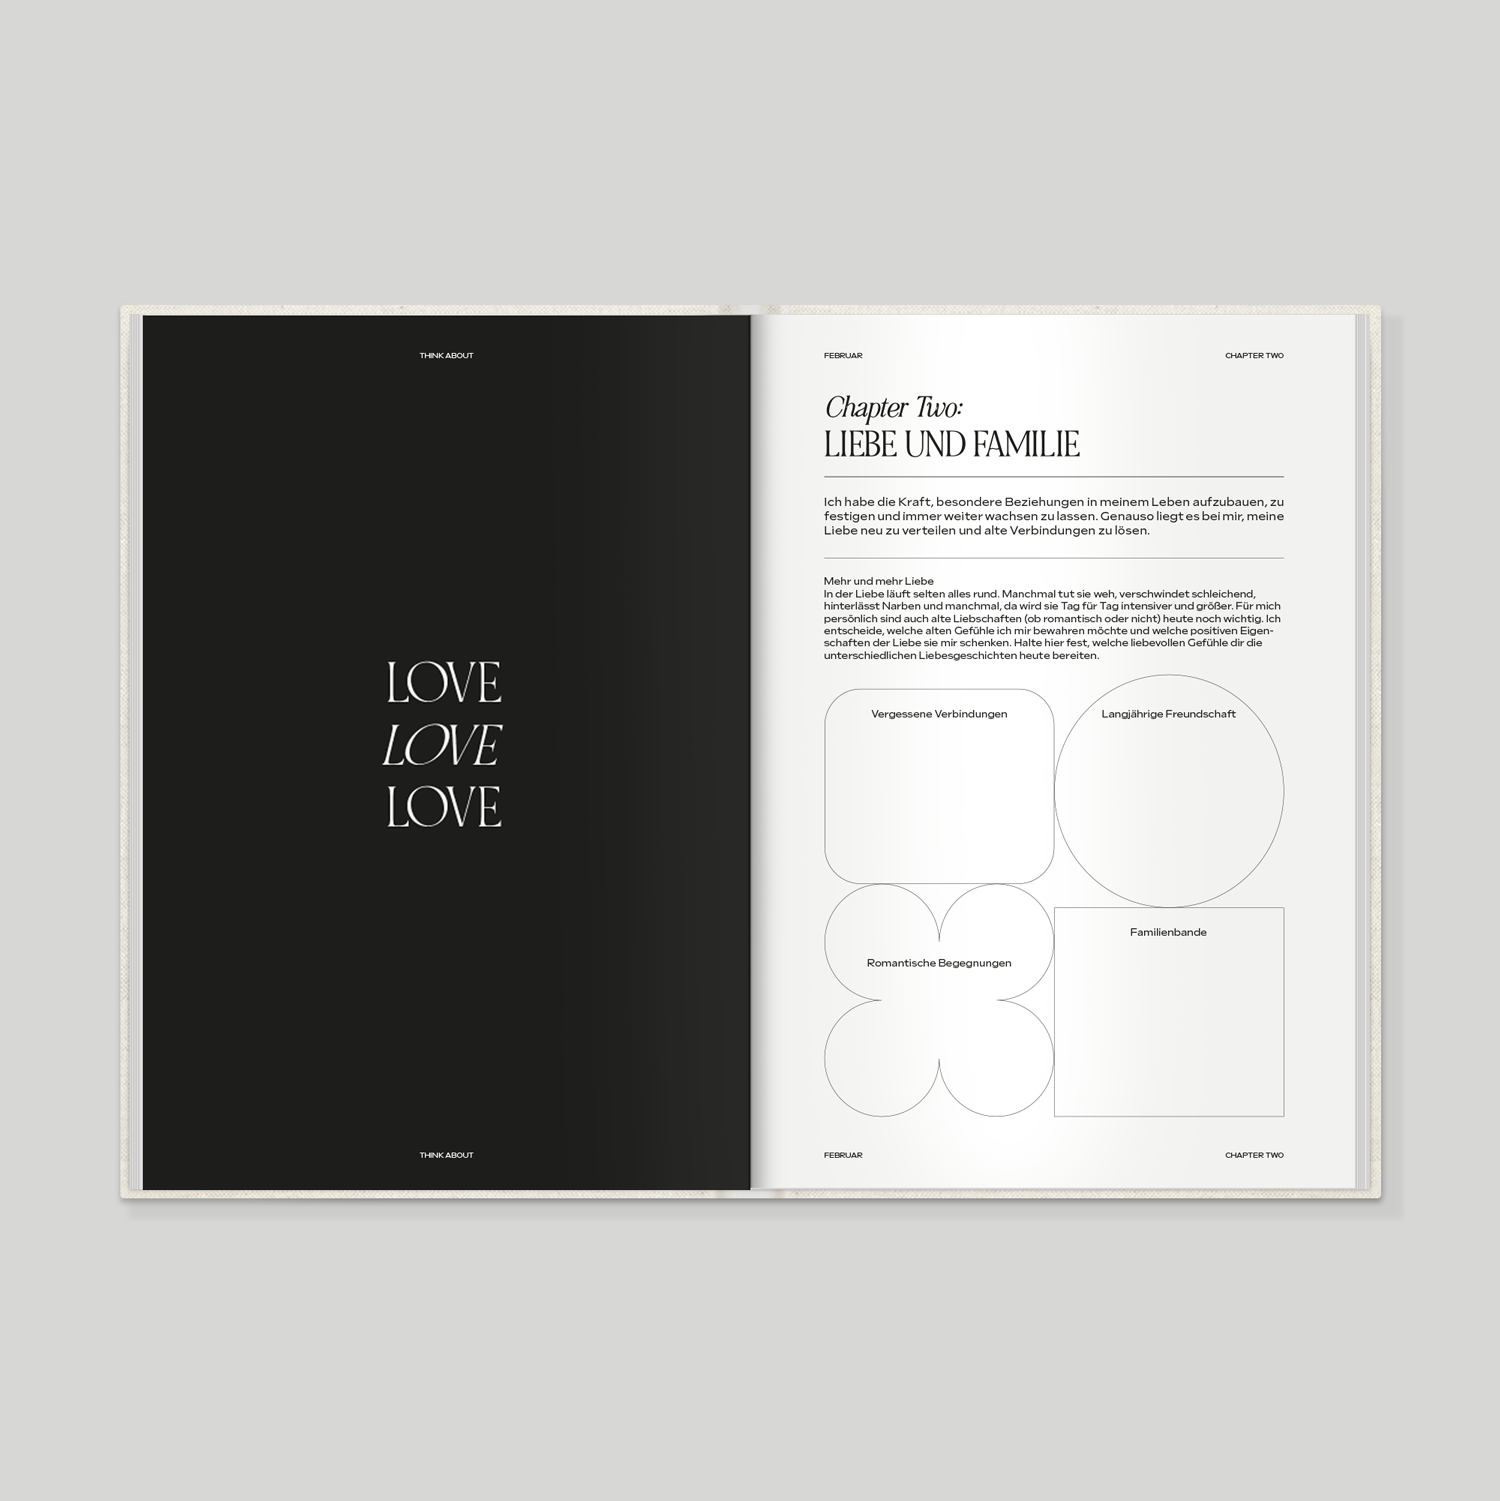 THINK ABOUT
LOVE
LOVE
LOVE
THINK ABOUT
FEBRUAR
CHAPTER TWO
Chapter Two:
LIEBE UND FAMILIE
Ich habe die Kraft, besondere Beziehungen in meinem Leben aufzubauen, zu
festigen und immer weiter wachsen zu lassen. Genauso liegt es bei mir, meine
Liebe neu zu verteilen und alte Verbindungen zu lösen.
Mehr und mehr Liebe
In der Liebe läuft selten alles rund. Manchmal tut sie weh, verschwindet schleichend,
hinterlässt Narben und manchmal, da wird sie Tag für Tag intensiver und größer. Für mich
persönlich sind auch alte Liebschaften (ob romantisch oder nicht) heute noch wichtig. Ich
entscheide, welche alten Gefühle ich mir bewahren möchte und welche positiven Eigen-
schaften der Liebe sie mir schenken. Halte hier fest, welche liebevollen Gefühle dir die
unterschiedlichen Liebesgeschichten heute bereiten.
Vergessene Verbindungen
Langjährige Freundschaft
Romantische Begegnungen
Familienbande
FEBRUAR
CHAPTER TWO